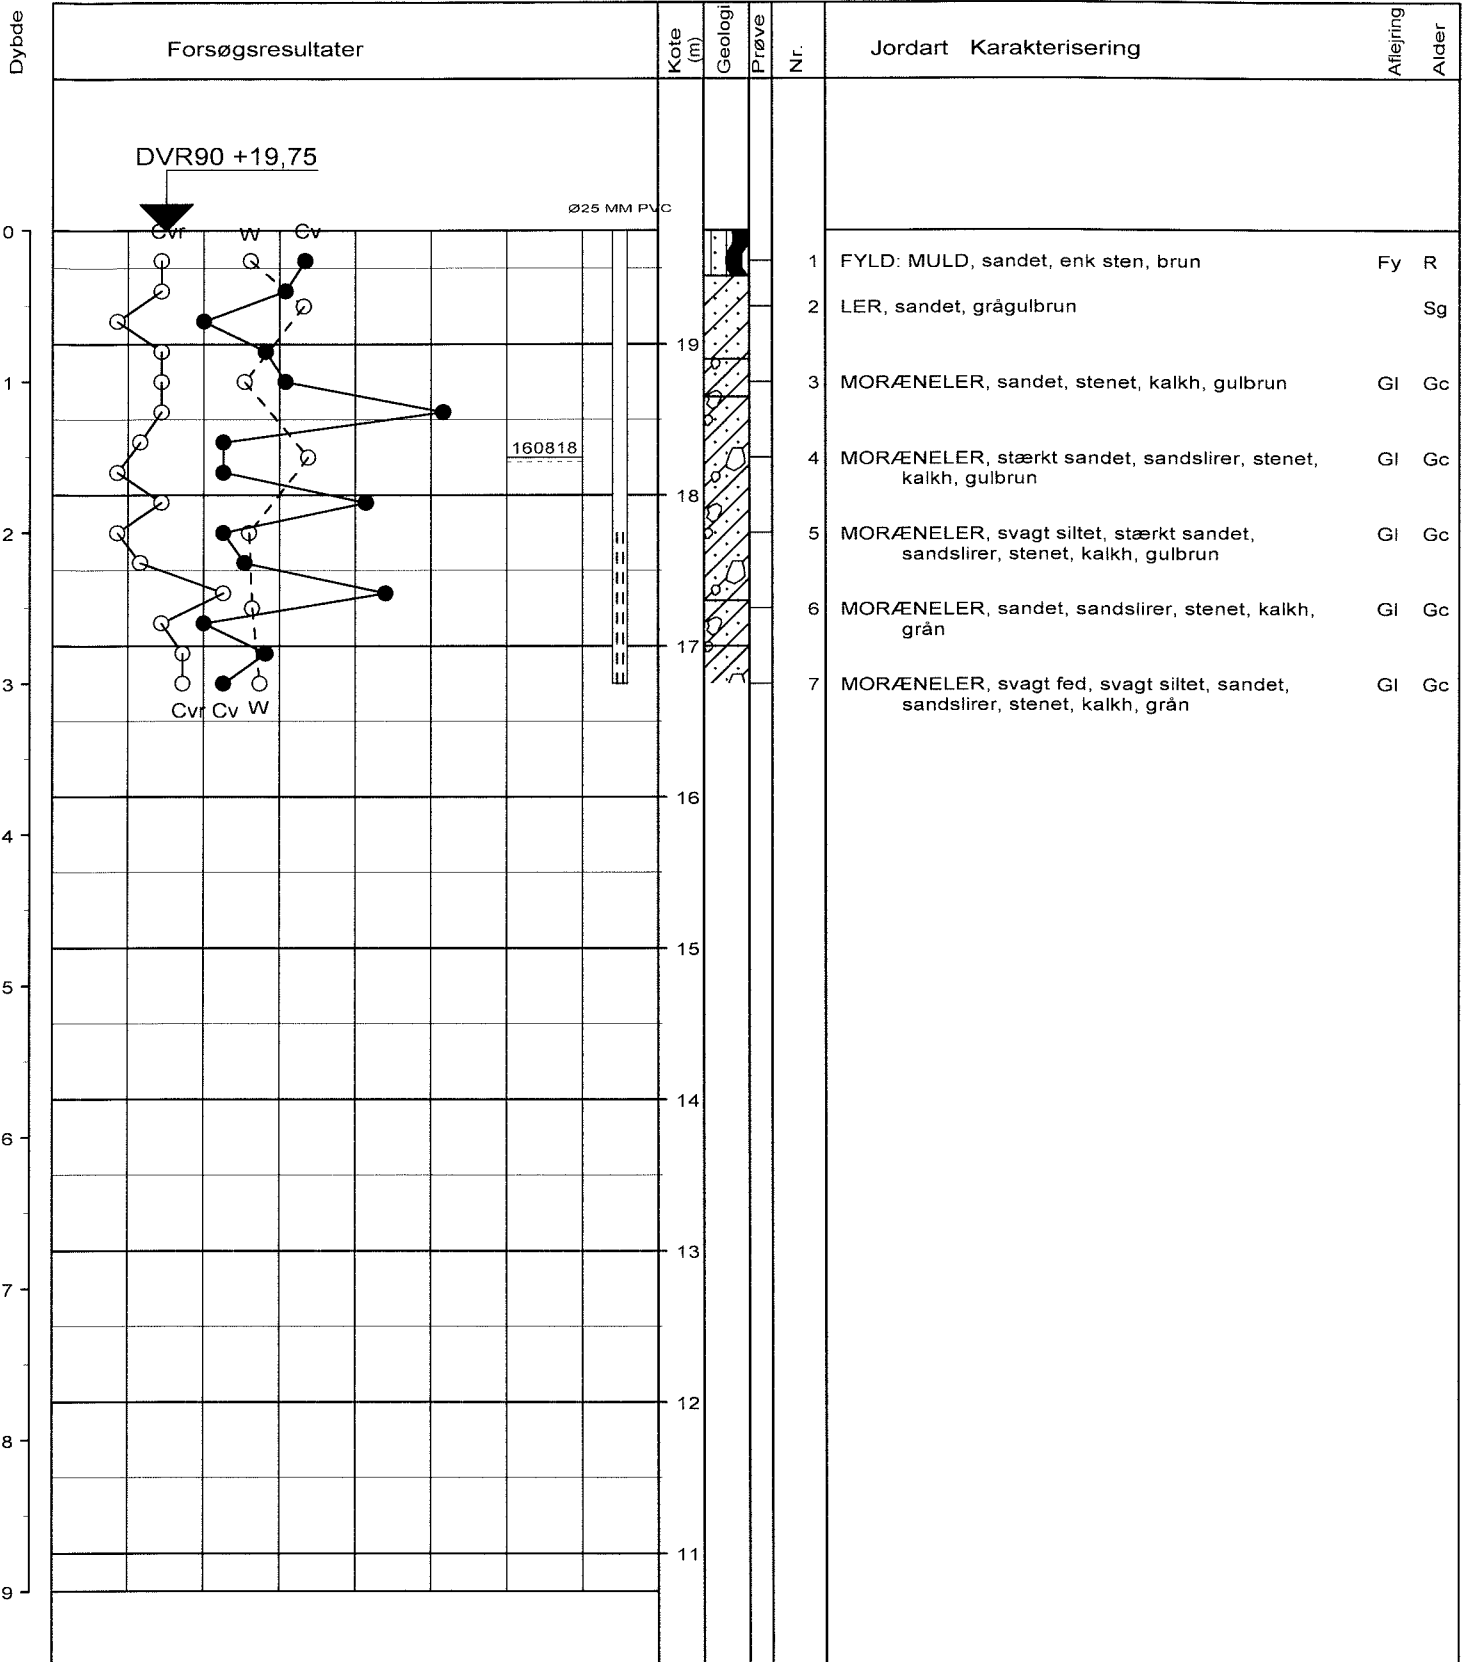 Dybde
Forsøgsresultater
Kote (m)
Geologi
Prøve
Nr.
Jordart Karakterisering
Aflejring
Alder
DVR90 +19,75
Ø25 MM PVC
0
Cvr W Cv
1 FYLD: MULD, sandet, enk sten, brun Fy R
2 LER, sandet, grågulbrun Sg
19
1
3 MORÆNELER, sandet, stenet, kalkh, gulbrun Gl Gc
160818
4 MORÆNELER, stærkt sandet, sandslirer, stenet, Gl Gc
kalkh, gulbrun
18
2
5 MORÆNELER, svagt siltet, stærkt sandet, Gl Gc
sandslirer, stenet, kalkh, gulbrun
6 MORÆNELER, sandet, sandslirer, stenet, kalkh, Gl Gc
grån
17
3
7 MORÆNELER, svagt fed, svagt siltet, sandet, Gl Gc
sandslirer, stenet, kalkh, grån
Cvr Cv W
16
4
15
5
14
6
13
7
12
8
11
9